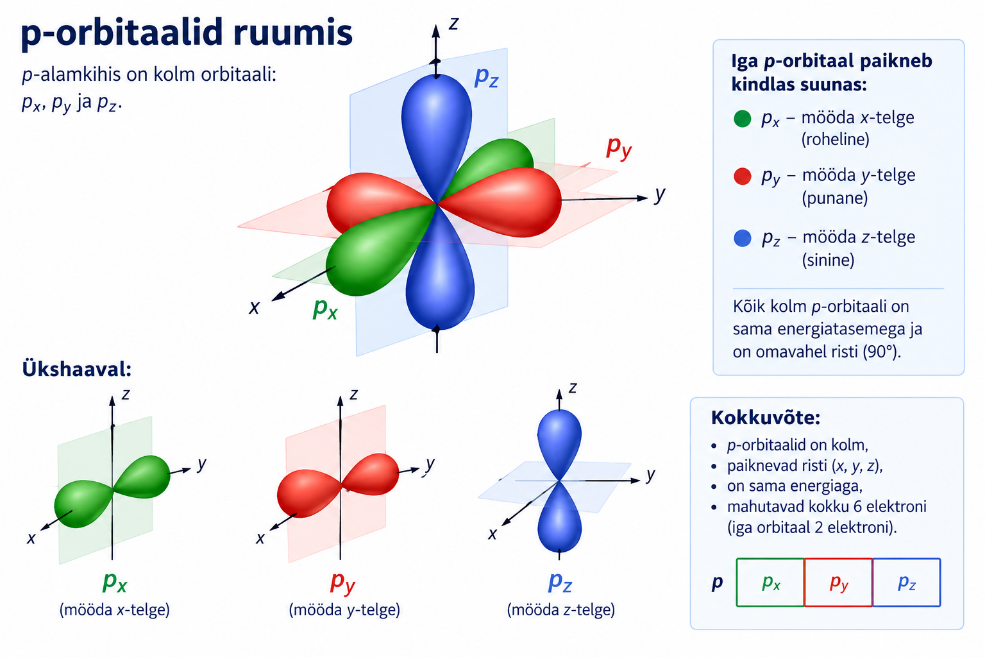 p-orbitaalid ruumis
p-alamkihis on kolm orbitaali:
px, py ja pz.
z
pz
py
y
x
px
Iga p-orbitaal paikneb
kindlas suunas:
px – mööda x-telge
(roheline)
py – mööda y-telge
(punane)
pz – mööda z-telge
(sinine)
Kõik kolm p-orbitaali on
sama energiatasemega ja
on omavahel risti (90°).
Ükshaaval:
z
y
x
px
(mööda x-telge)
z
y
x
py
(mööda y-telge)
z
y
x
pz
(mööda z-telge)
Kokkuvõte:
• p-orbitaalid on kolm,
• paiknevad risti (x, y, z),
• on sama energiaga,
• mahutavad kokku 6 elektroni
(iga orbitaal 2 elektroni).
p px py pz